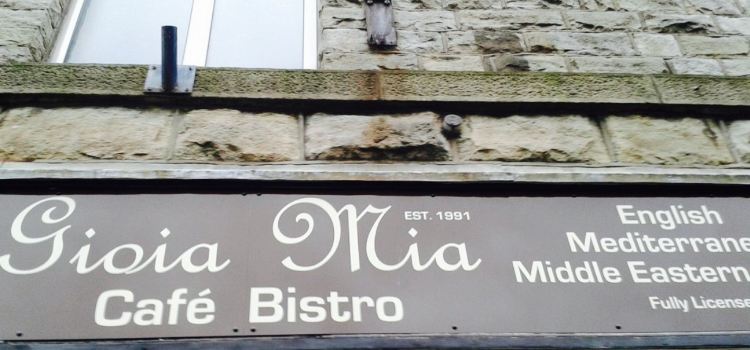 Gioia Mia EST. 1991
Café Bistro
English
Mediterrane
Middle Eastern
Fully License